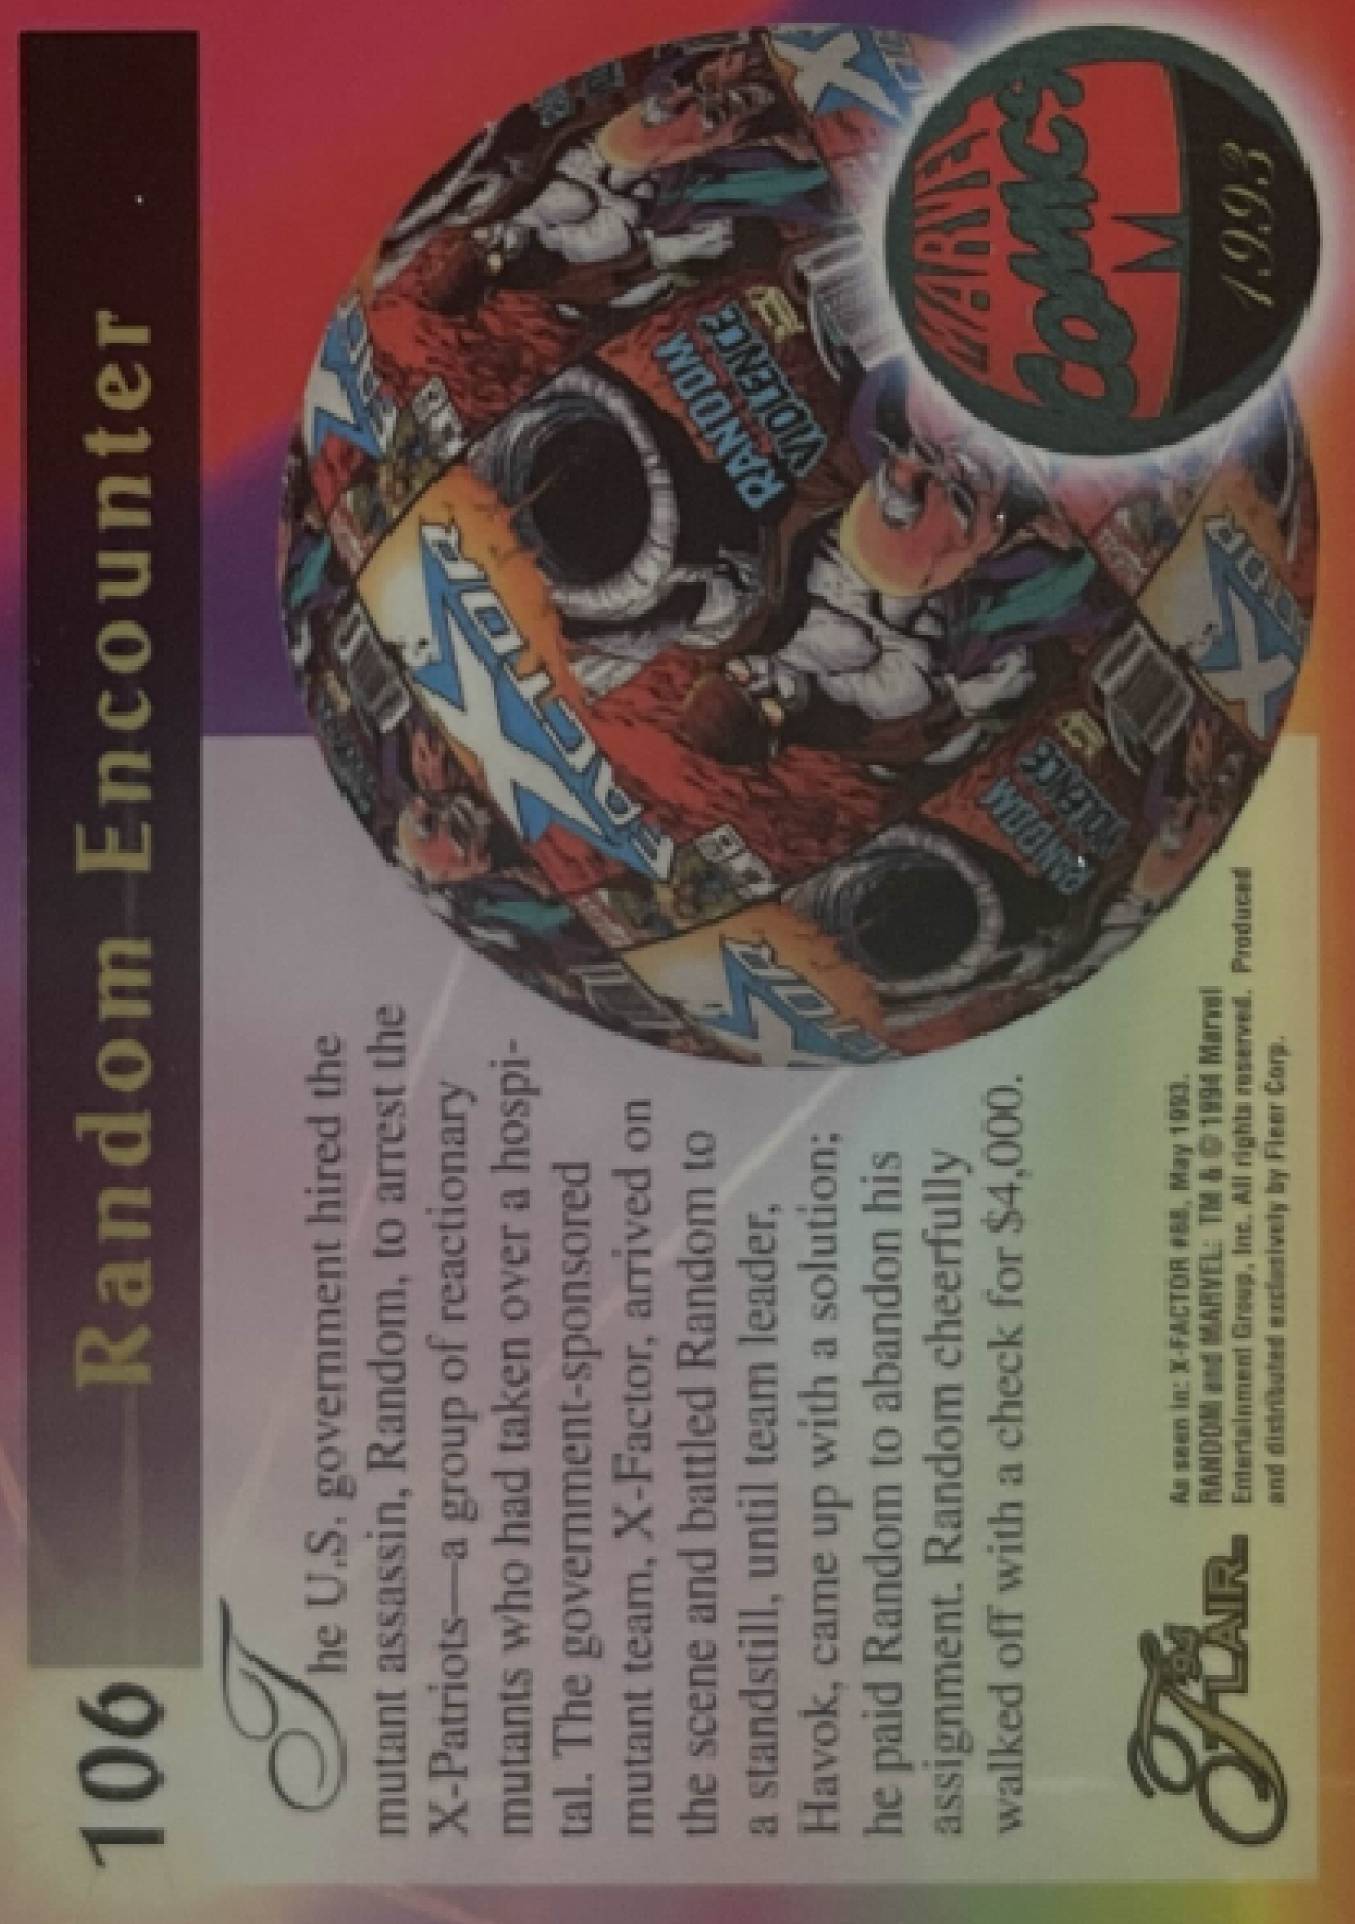 106
Random Encounter
The U.S. government hired the
mutant assassin, Random, to arrest the
X-Patriots—a group of reactionary
mutants who had taken over a hospi-
tal. The government-sponsored
mutant team, X-Factor, arrived on
the scene and battled Random to
a standstill, until team leader,
Havok, came up with a solution;
he paid Random to abandon his
assignment. Random cheerfully
walked off with a check for $4,000.
X
FACTOR
RANDOM
VIOLENCE
X
FACTOR
RANDOM
VIOLENCE
X
FACTOR
MARVEL
COMICS
M
1993
'94
FLAIR™
As seen in: X-FACTOR #88, May 1993.
RANDOM and MARVEL: TM & © 1994 Marvel
Entertainment Group, Inc. All rights reserved. Produced
and distributed exclusively by Fleer Corp.